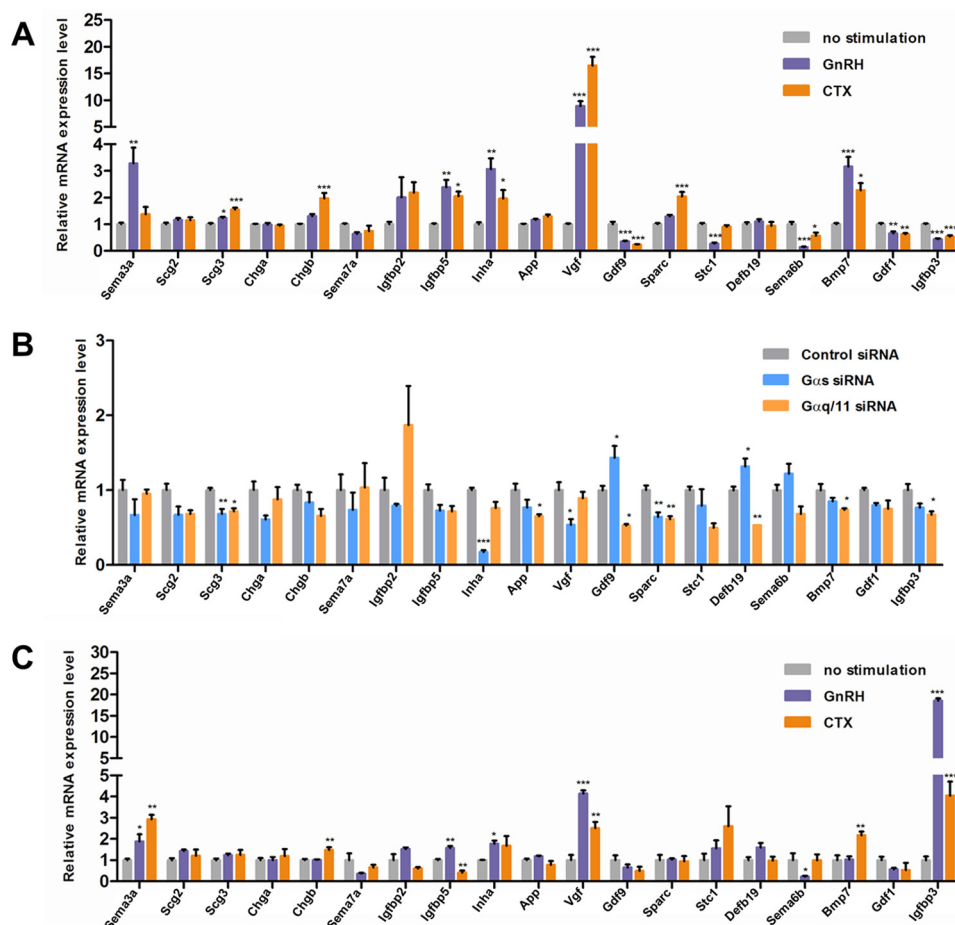 A
Relative mRNA expression level
25
20
15
10
5
4
3
2
1
0
no stimulation
GnRH
CTX
** * *** *** ** * ** * *** *** *** *** *** *** *** * *** * ** ** *** ***
Sema3a Scg2 Scg3 Chga Chgb Sema7a Igfbp2 Igfbp5 Inha App Vgf Gdf9 Sparc Stc1 Defb19 Sema6b Bmp7 Gdf1 Igfbp3
B
Relative mRNA expression level
3
2
1
0
Control siRNA
Gαs siRNA
Gαq/11 siRNA
** * *** * * * * ** ** * ** * *
Sema3a Scg2 Scg3 Chga Chgb Sema7a Igfbp2 Igfbp5 Inha App Vgf Gdf9 Sparc Stc1 Defb19 Sema6b Bmp7 Gdf1 Igfbp3
C
Relative mRNA expression level
30
25
20
15
10
5
4
3
2
1
0
no stimulation
GnRH
CTX
* ** ** ** ** * *** ** * ** *** ***
Sema3a Scg2 Scg3 Chga Chgb Sema7a Igfbp2 Igfbp5 Inha App Vgf Gdf9 Sparc Stc1 Defb19 Sema6b Bmp7 Gdf1 Igfbp3